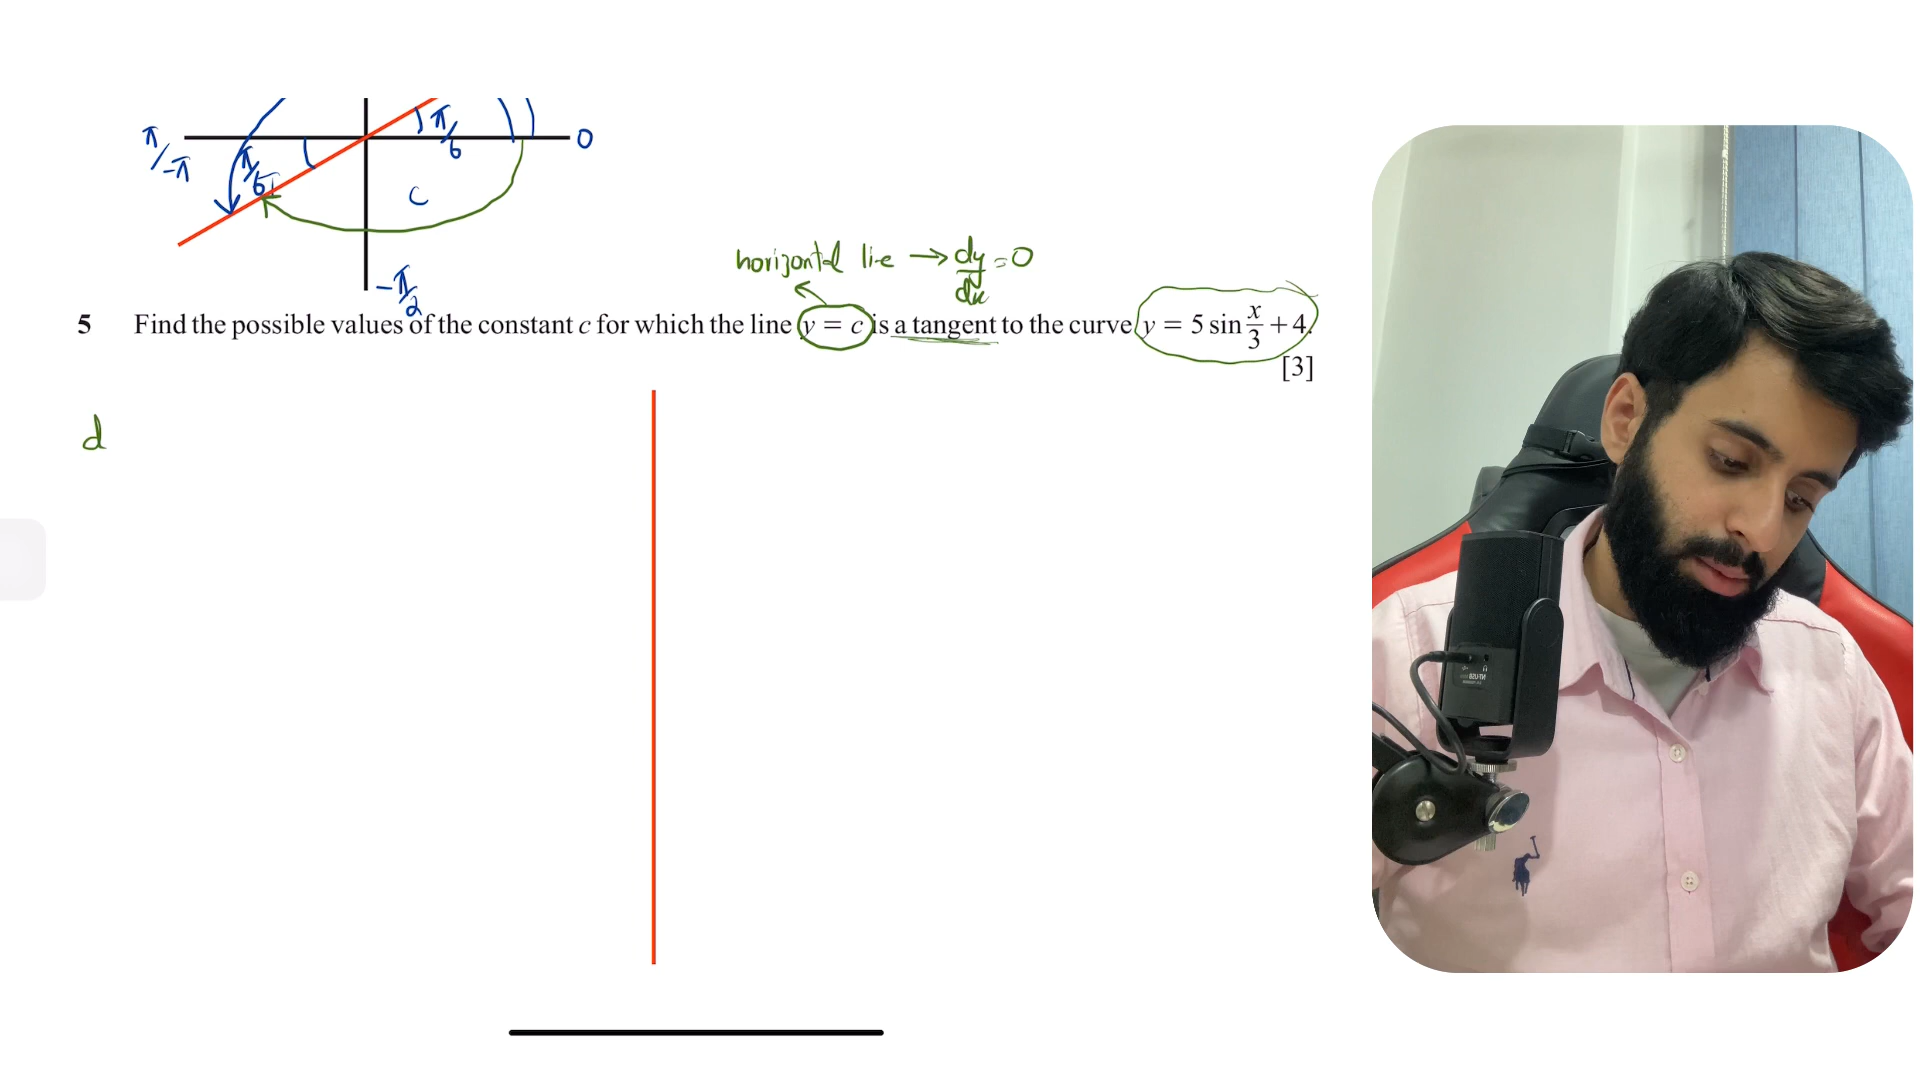 π/6
0
π/-π
π/6
C
-π/2
horizontal lie → dy/dx = 0
5 Find the possible values of the constant c for which the line y = c is a tangent to the curve y = 5 sin x/3 + 4.
[3]
d